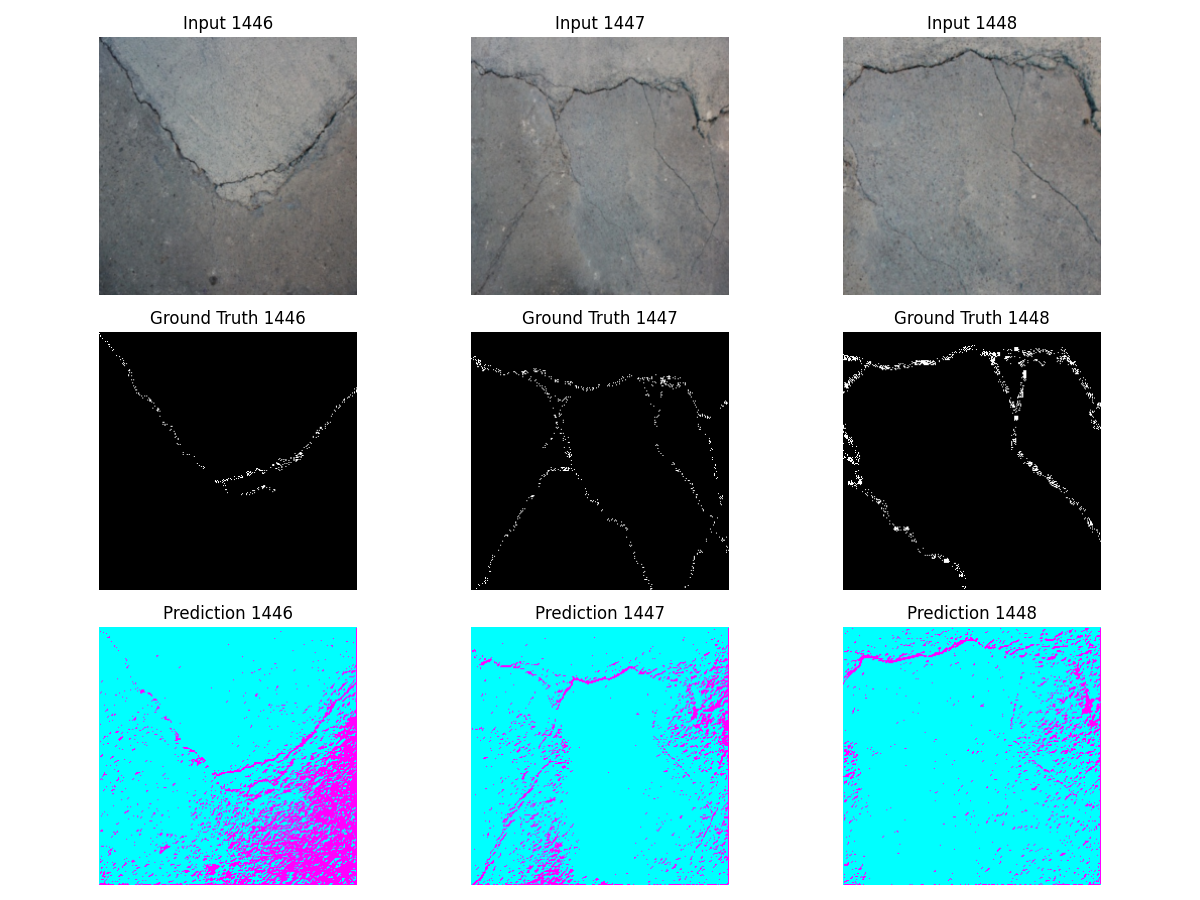 Input 1446
Input 1447
Input 1448
Ground Truth 1446
Ground Truth 1447
Ground Truth 1448
Prediction 1446
Prediction 1447
Prediction 1448